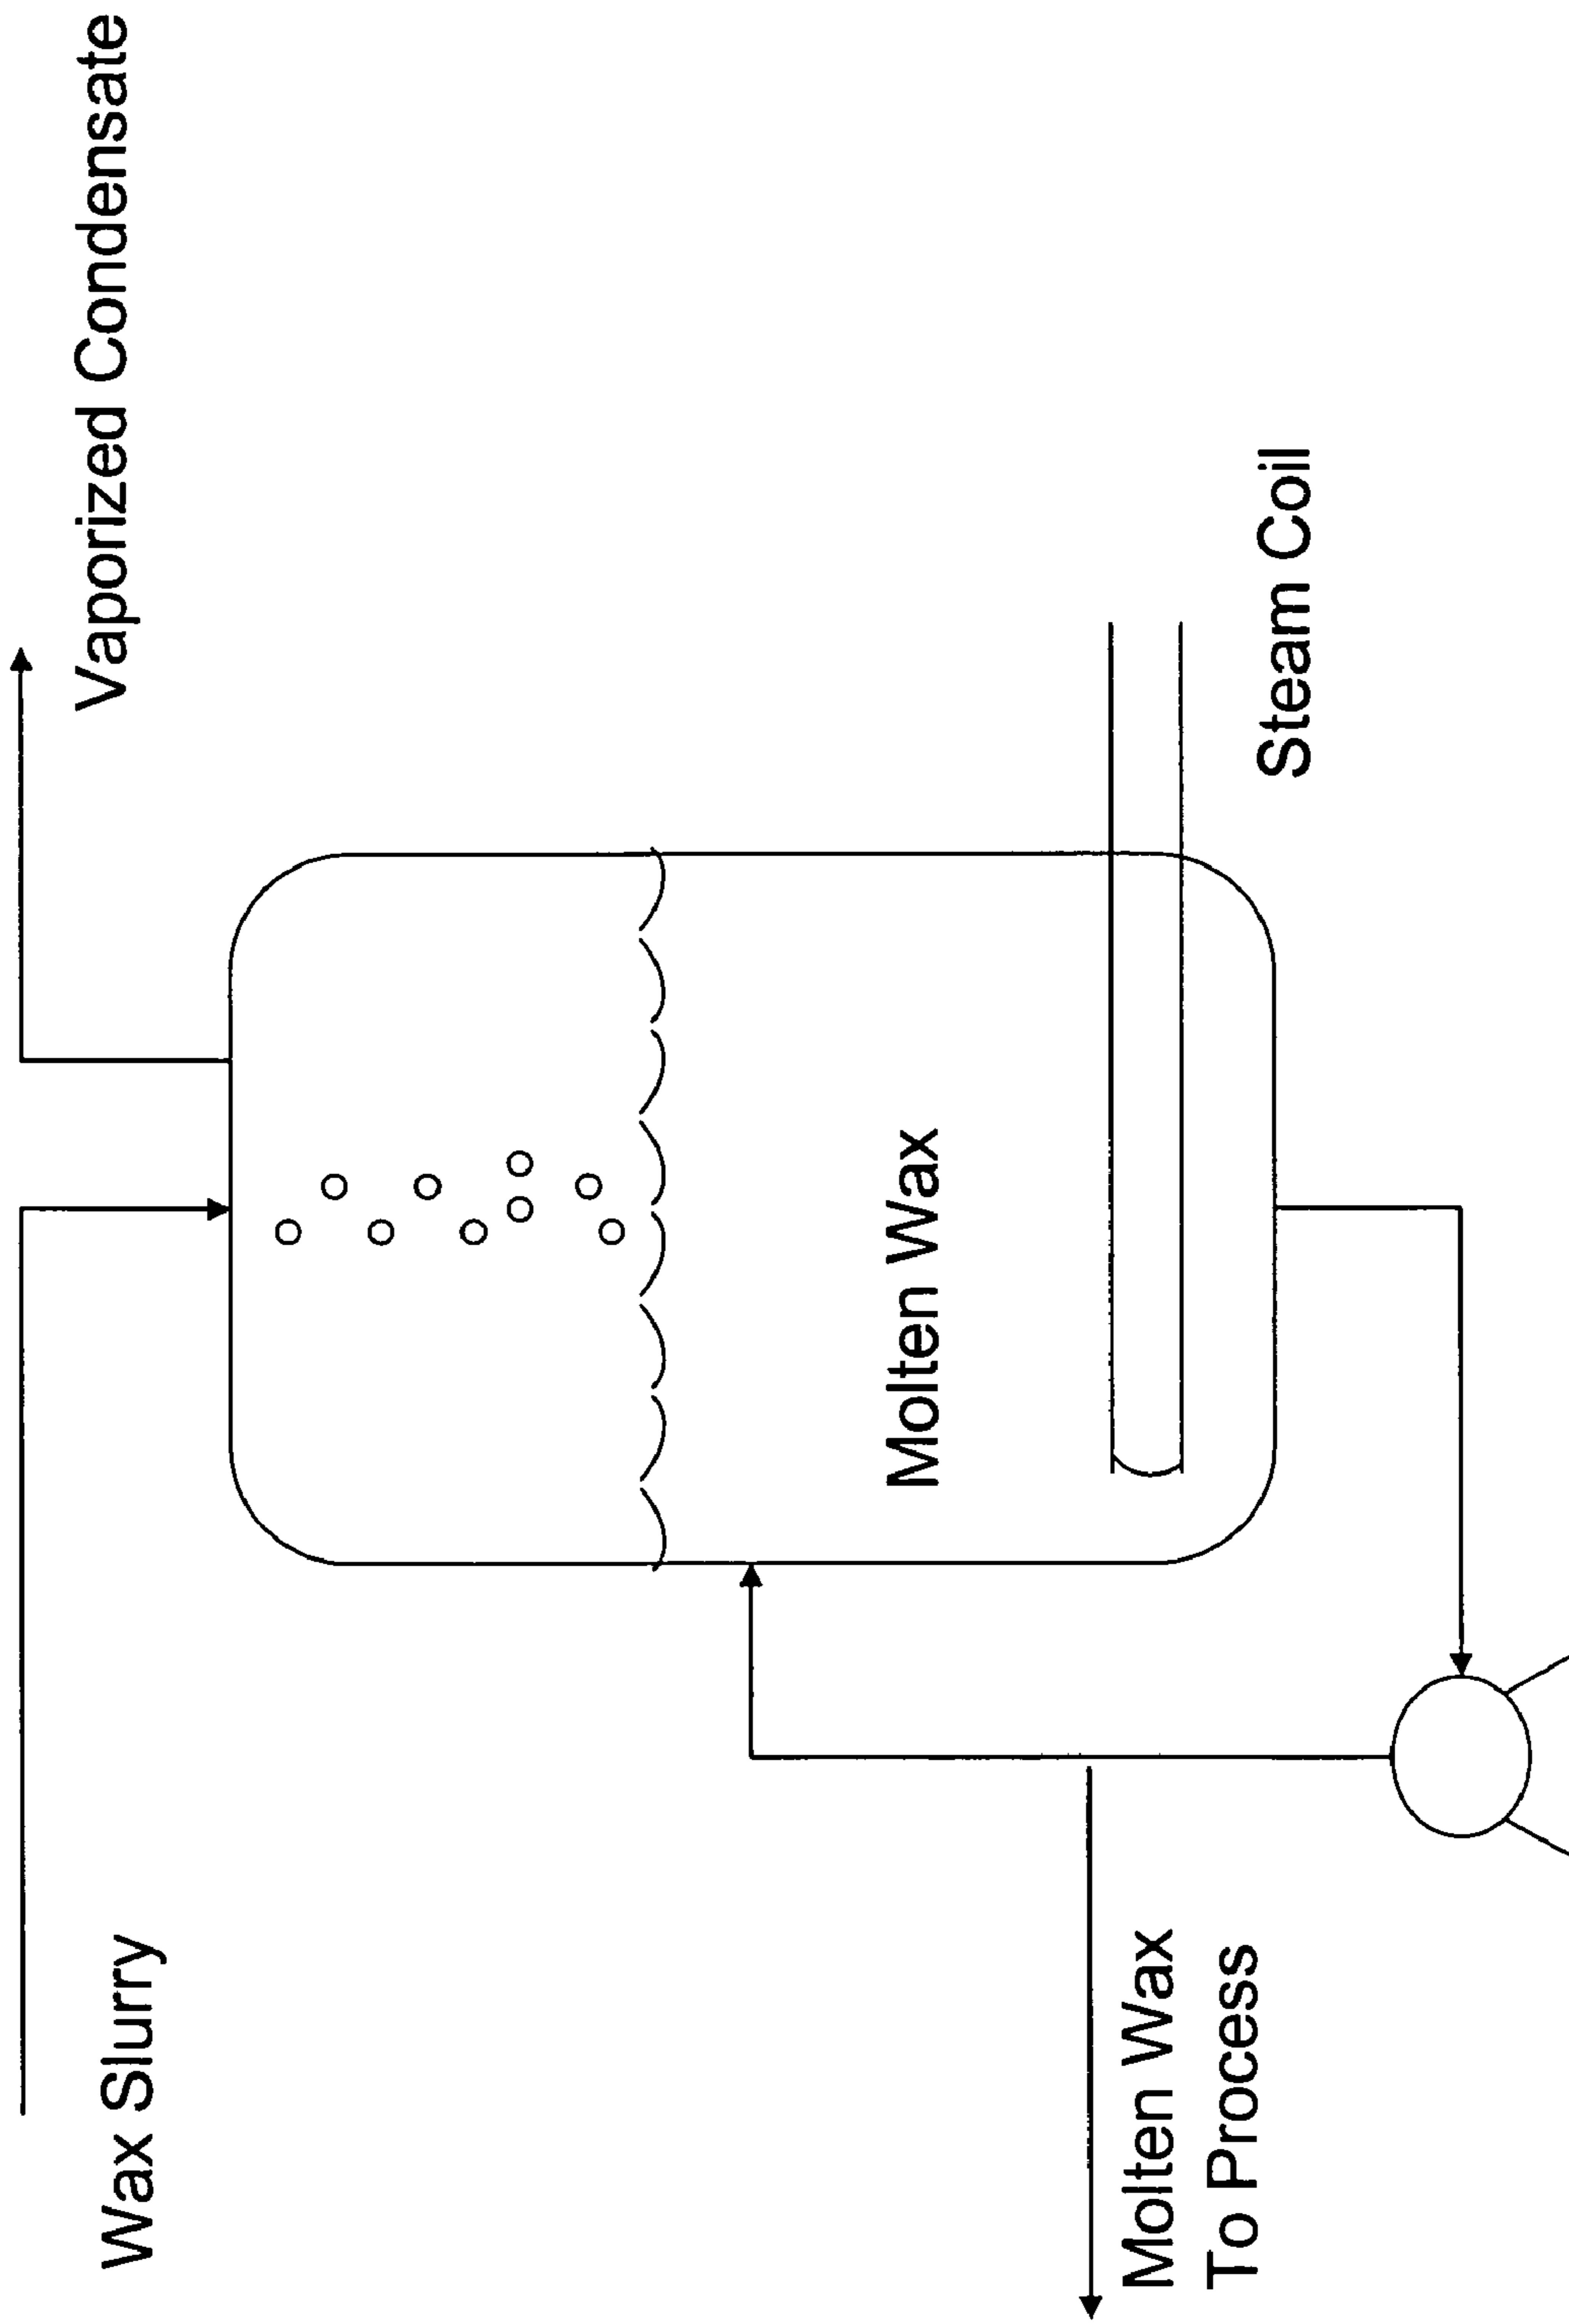 Wax Slurry
Vaporized Condensate
Molten Wax
Molten Wax
To Process
Steam Coil